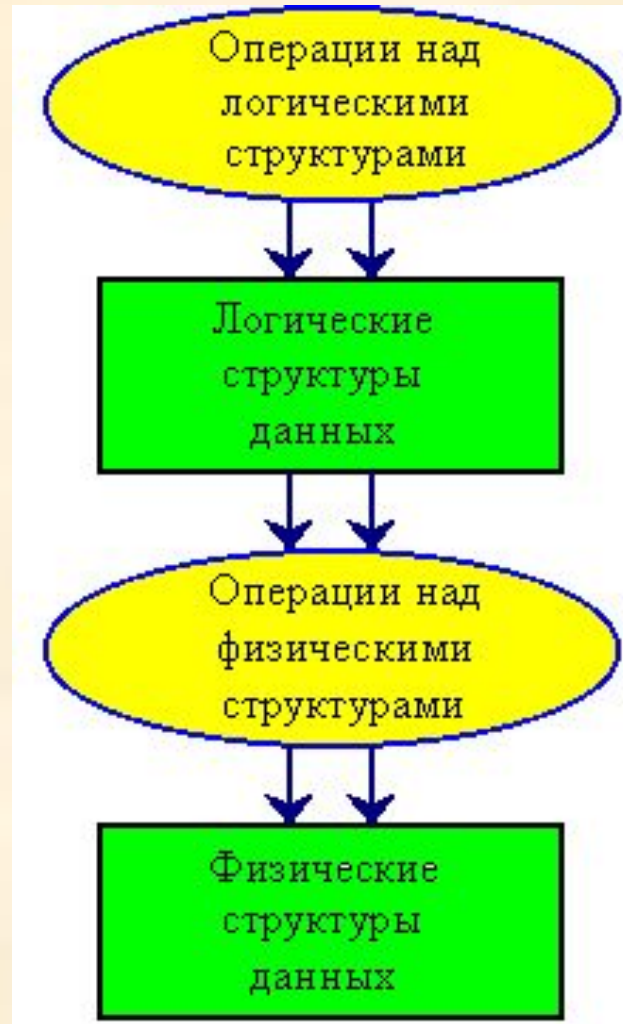 Операции над
логическими
структурами
Логические
структуры
данных
Операции над
физическими
структурами
Физические
структуры
данных